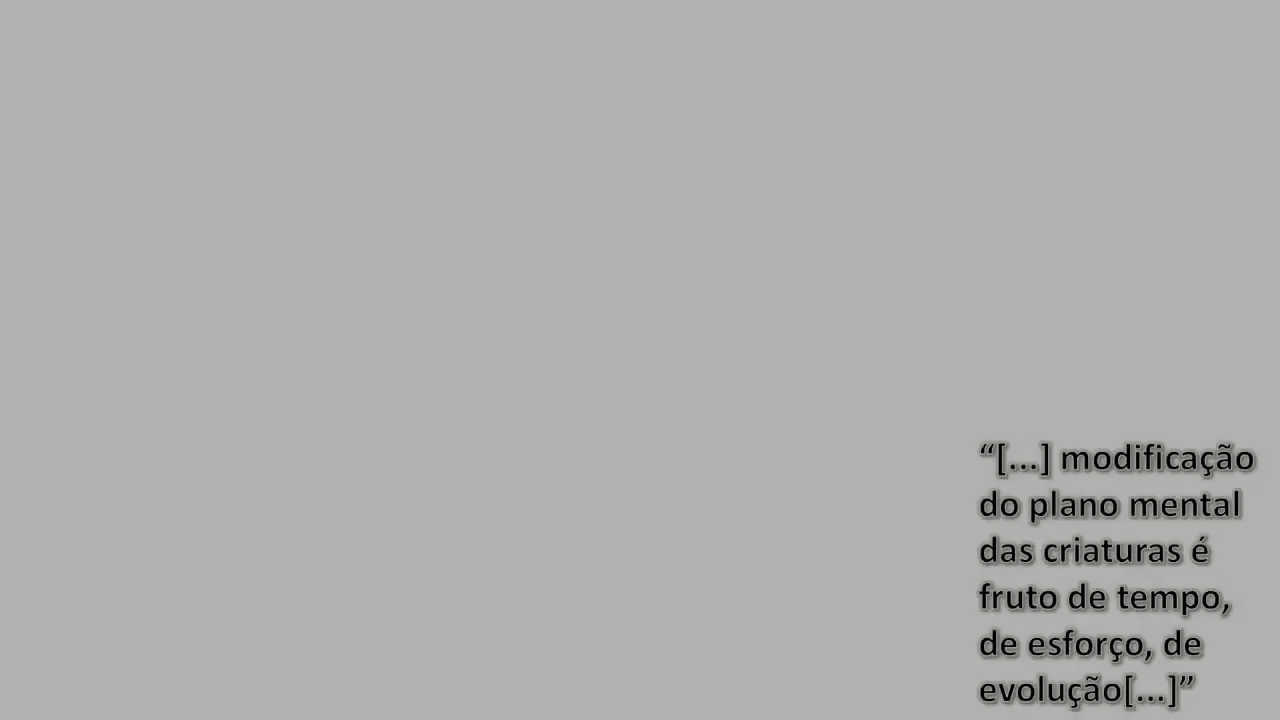 “[...] modificação
do plano mental
das criaturas é
fruto de tempo,
de esforço, de
evolução[...]”